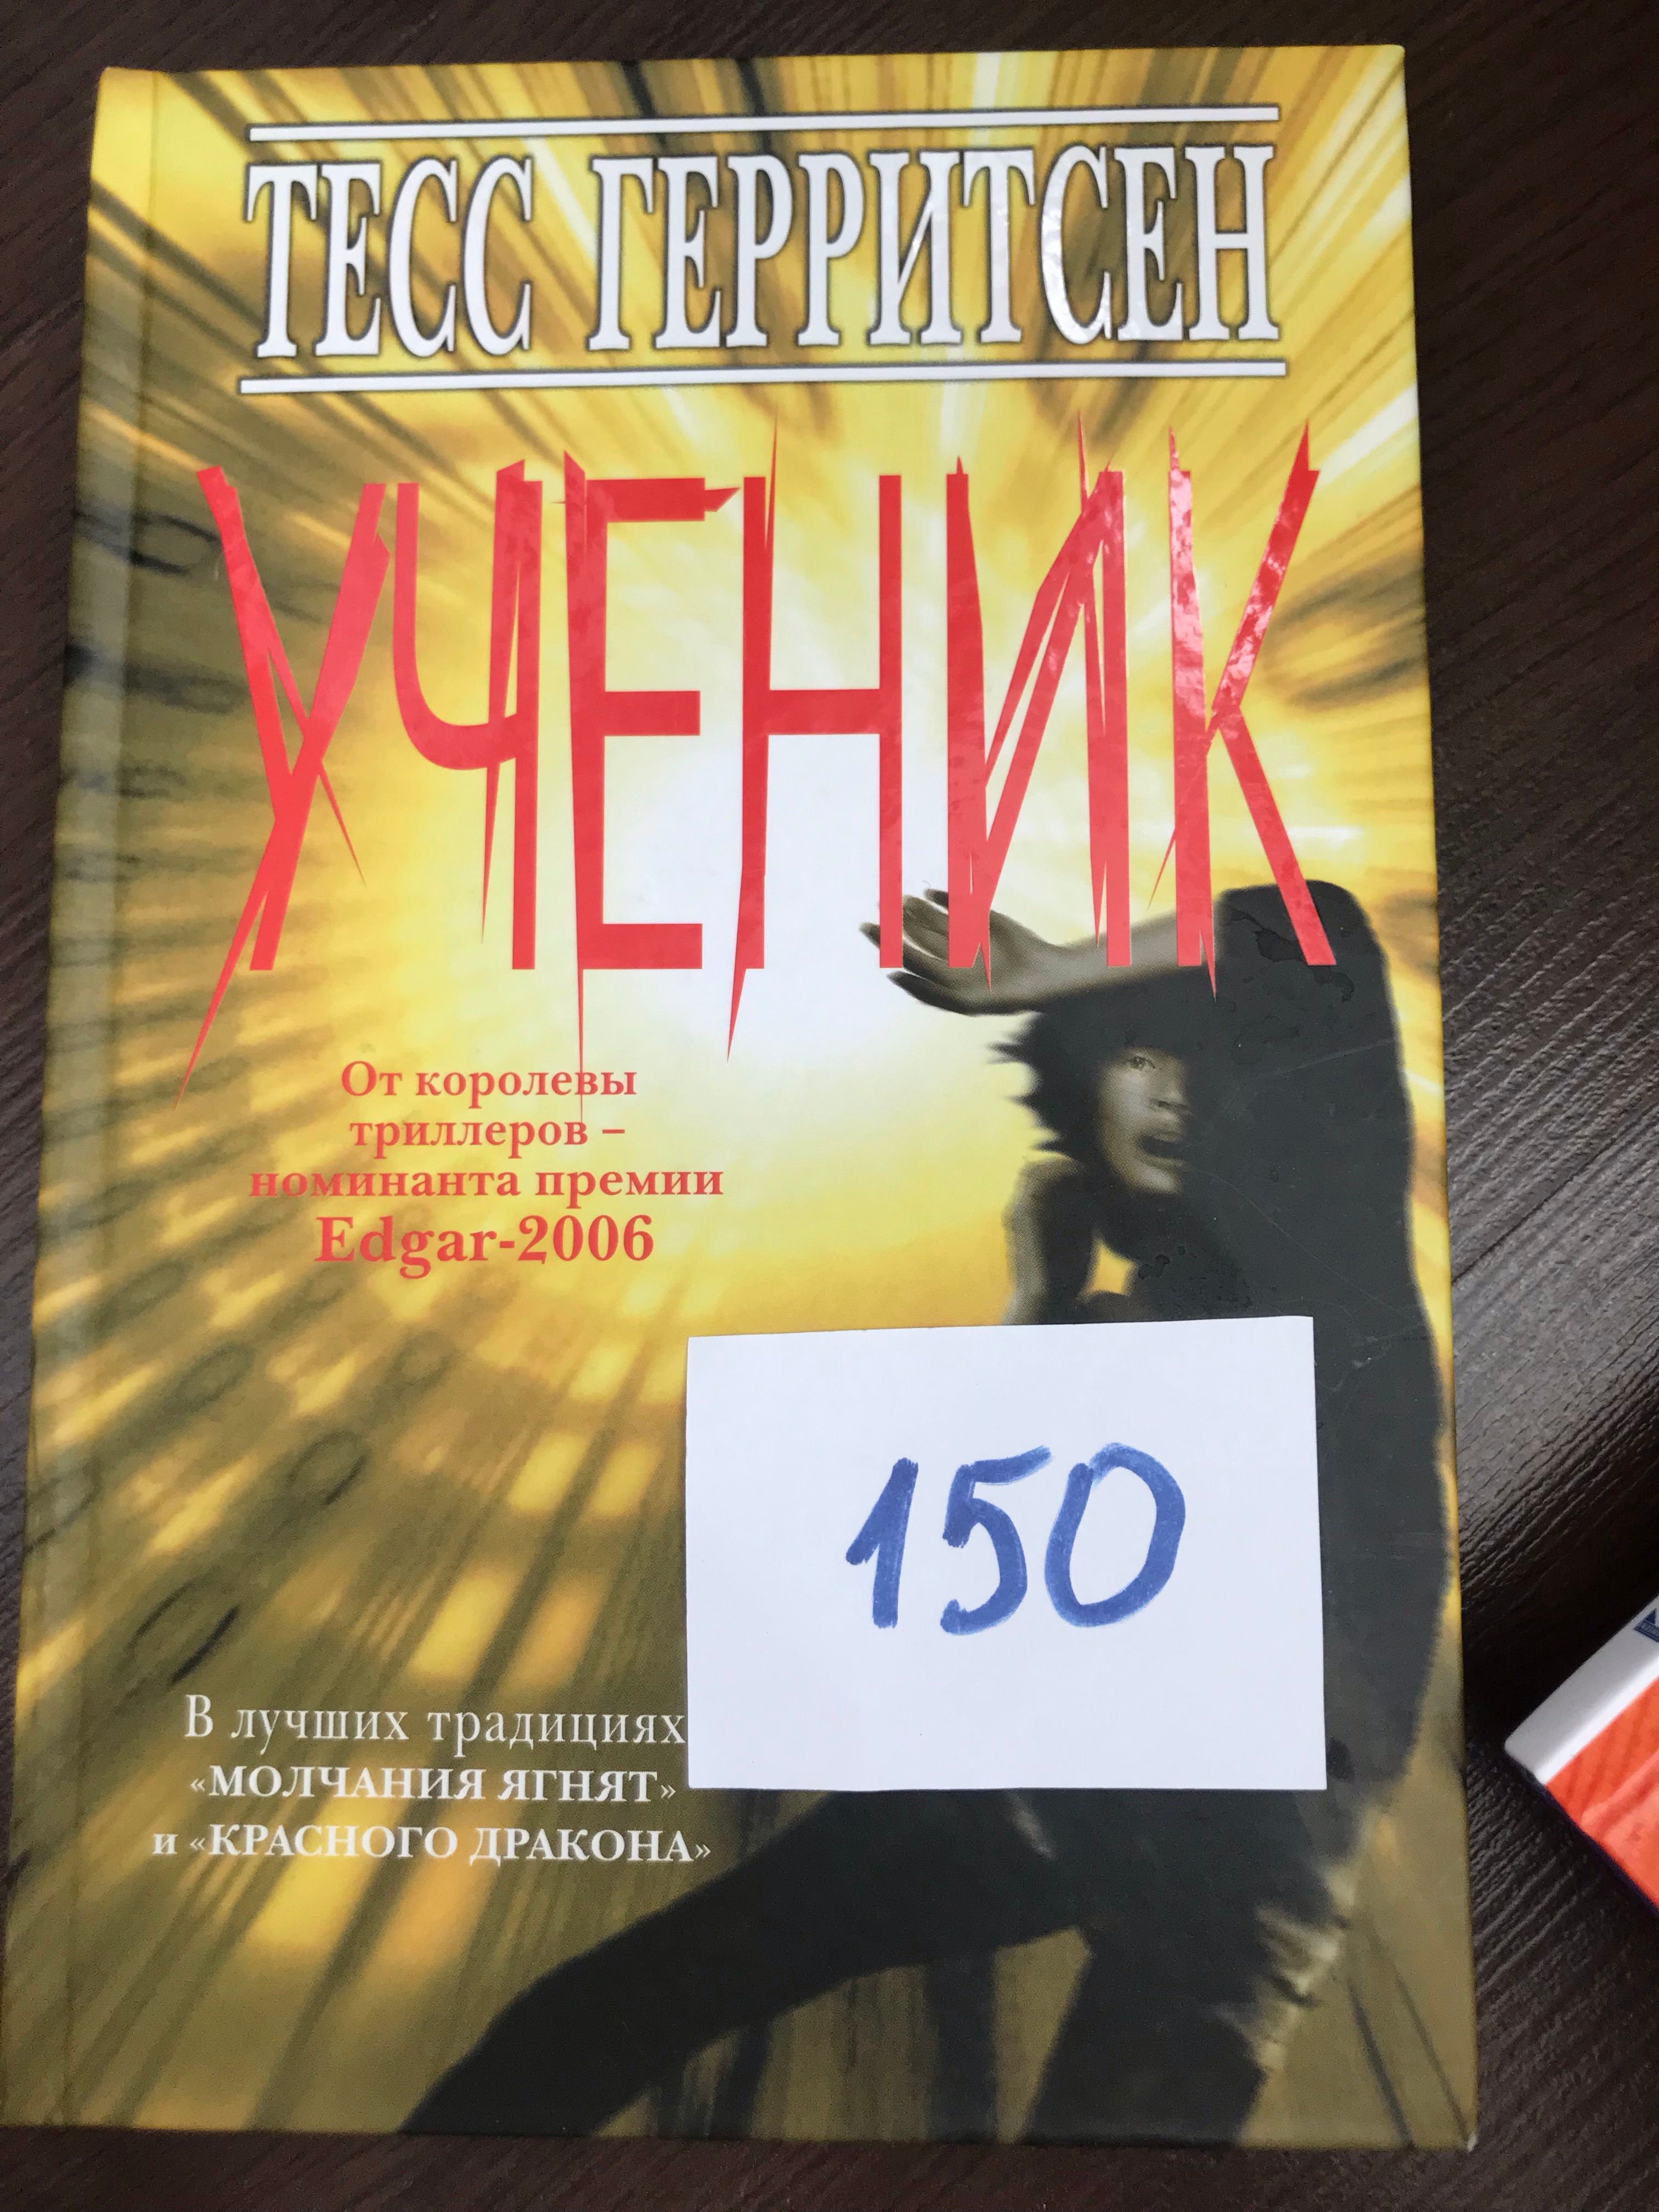 ТЕСС ГЕРРИТСЕН
УЧЕНИК
От королевы
триллеров –
номинанта премии
Edgar-2006
150
В лучших традициях
«МОЛЧАНИЯ ЯГНЯТ»
и «КРАСНОГО ДРАКОНА»